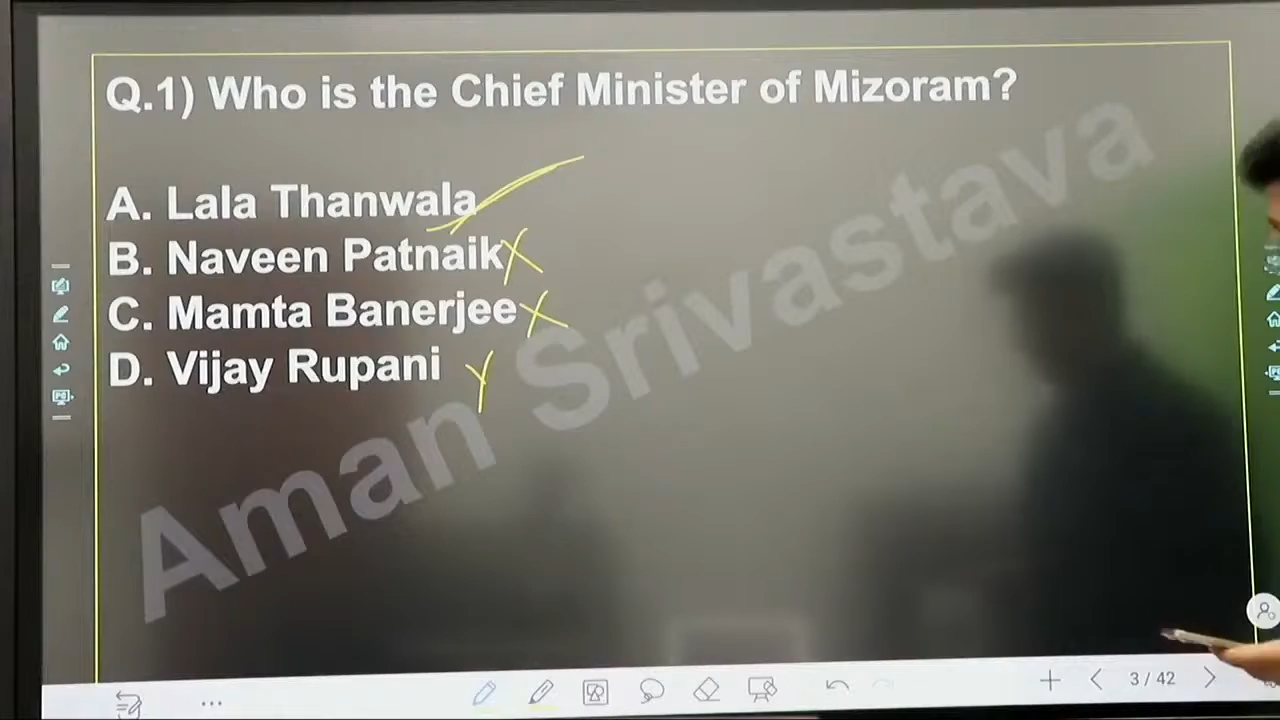 Q.1) Who is the Chief Minister of Mizoram?
A. Lala Thanwala
B. Naveen Patnaik
C. Mamta Banerjee
D. Vijay Rupani
Aman Srivastava
3 / 42